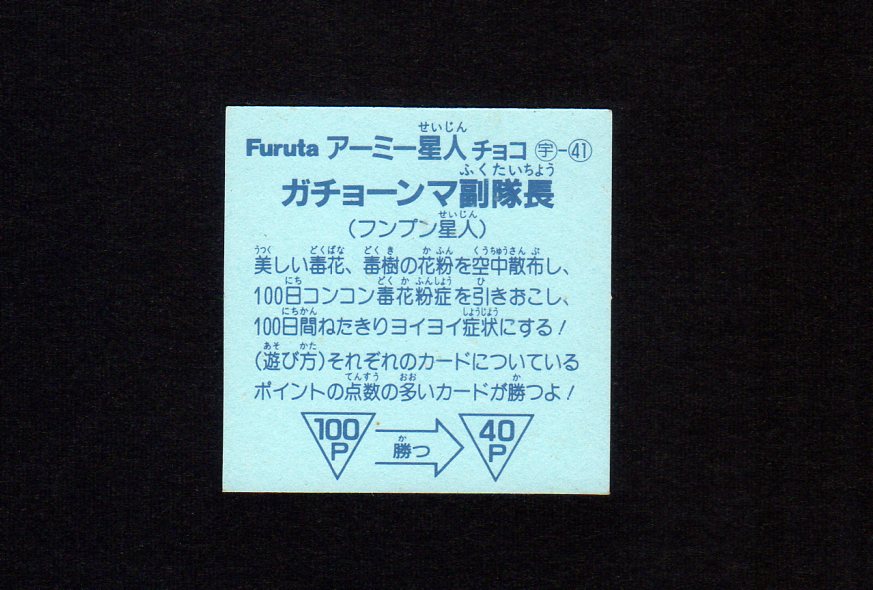 Furuta アーミー星人チョコ ㊫-㊶
ガチョーンマ副隊長
(フンプン星人)
美しい毒花、毒樹の花粉を空中散布し、
100日コンコン毒花粉症を引きおこし、
100日間ねたきりヨイヨイ症状にする!
(遊び方)それぞれのカードについている
ポイントの点数の多いカードが勝つよ!
100P 勝つ 40P